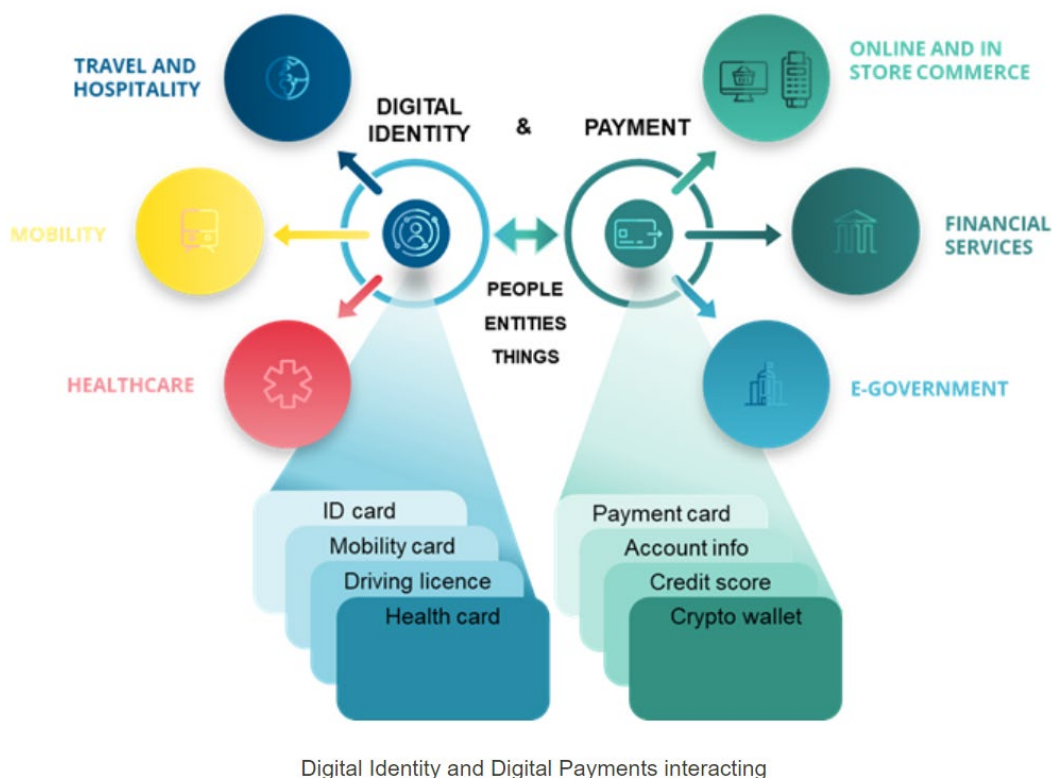 TRAVEL AND
HOSPITALITY
DIGITAL
IDENTITY
&
PAYMENT
ONLINE AND IN
STORE COMMERCE
MOBILITY
FINANCIAL
SERVICES
PEOPLE
ENTITIES
THINGS
HEALTHCARE
E-GOVERNMENT
ID card
Mobility card
Driving licence
Health card
Payment card
Account info
Credit score
Crypto wallet
Digital Identity and Digital Payments interacting